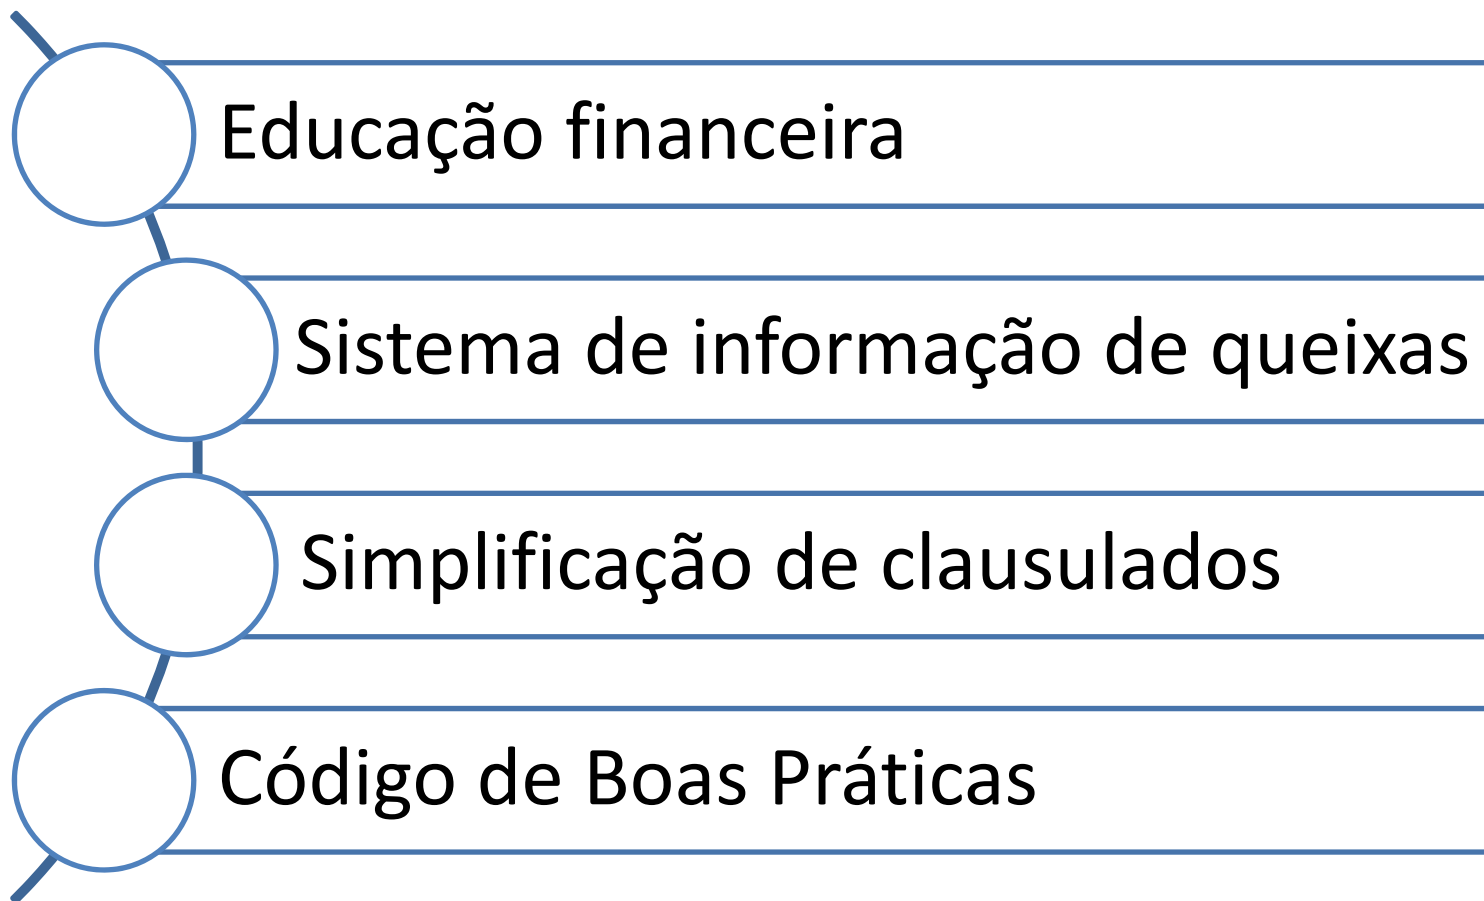 Educação financeira
Sistema de informação de queixas
Simplificação de clausulados
Código de Boas Práticas